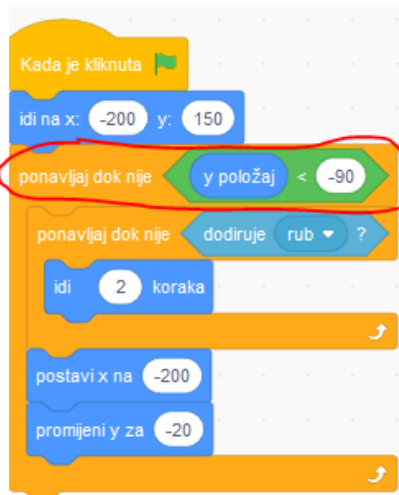 Kada je kliknuta
idi na x: -200 y: 150
ponavljaj dok nije y položaj < -90
ponavljaj dok nije dodiruje rub ?
idi 2 koraka
postavi x na -200
promijeni y za -20